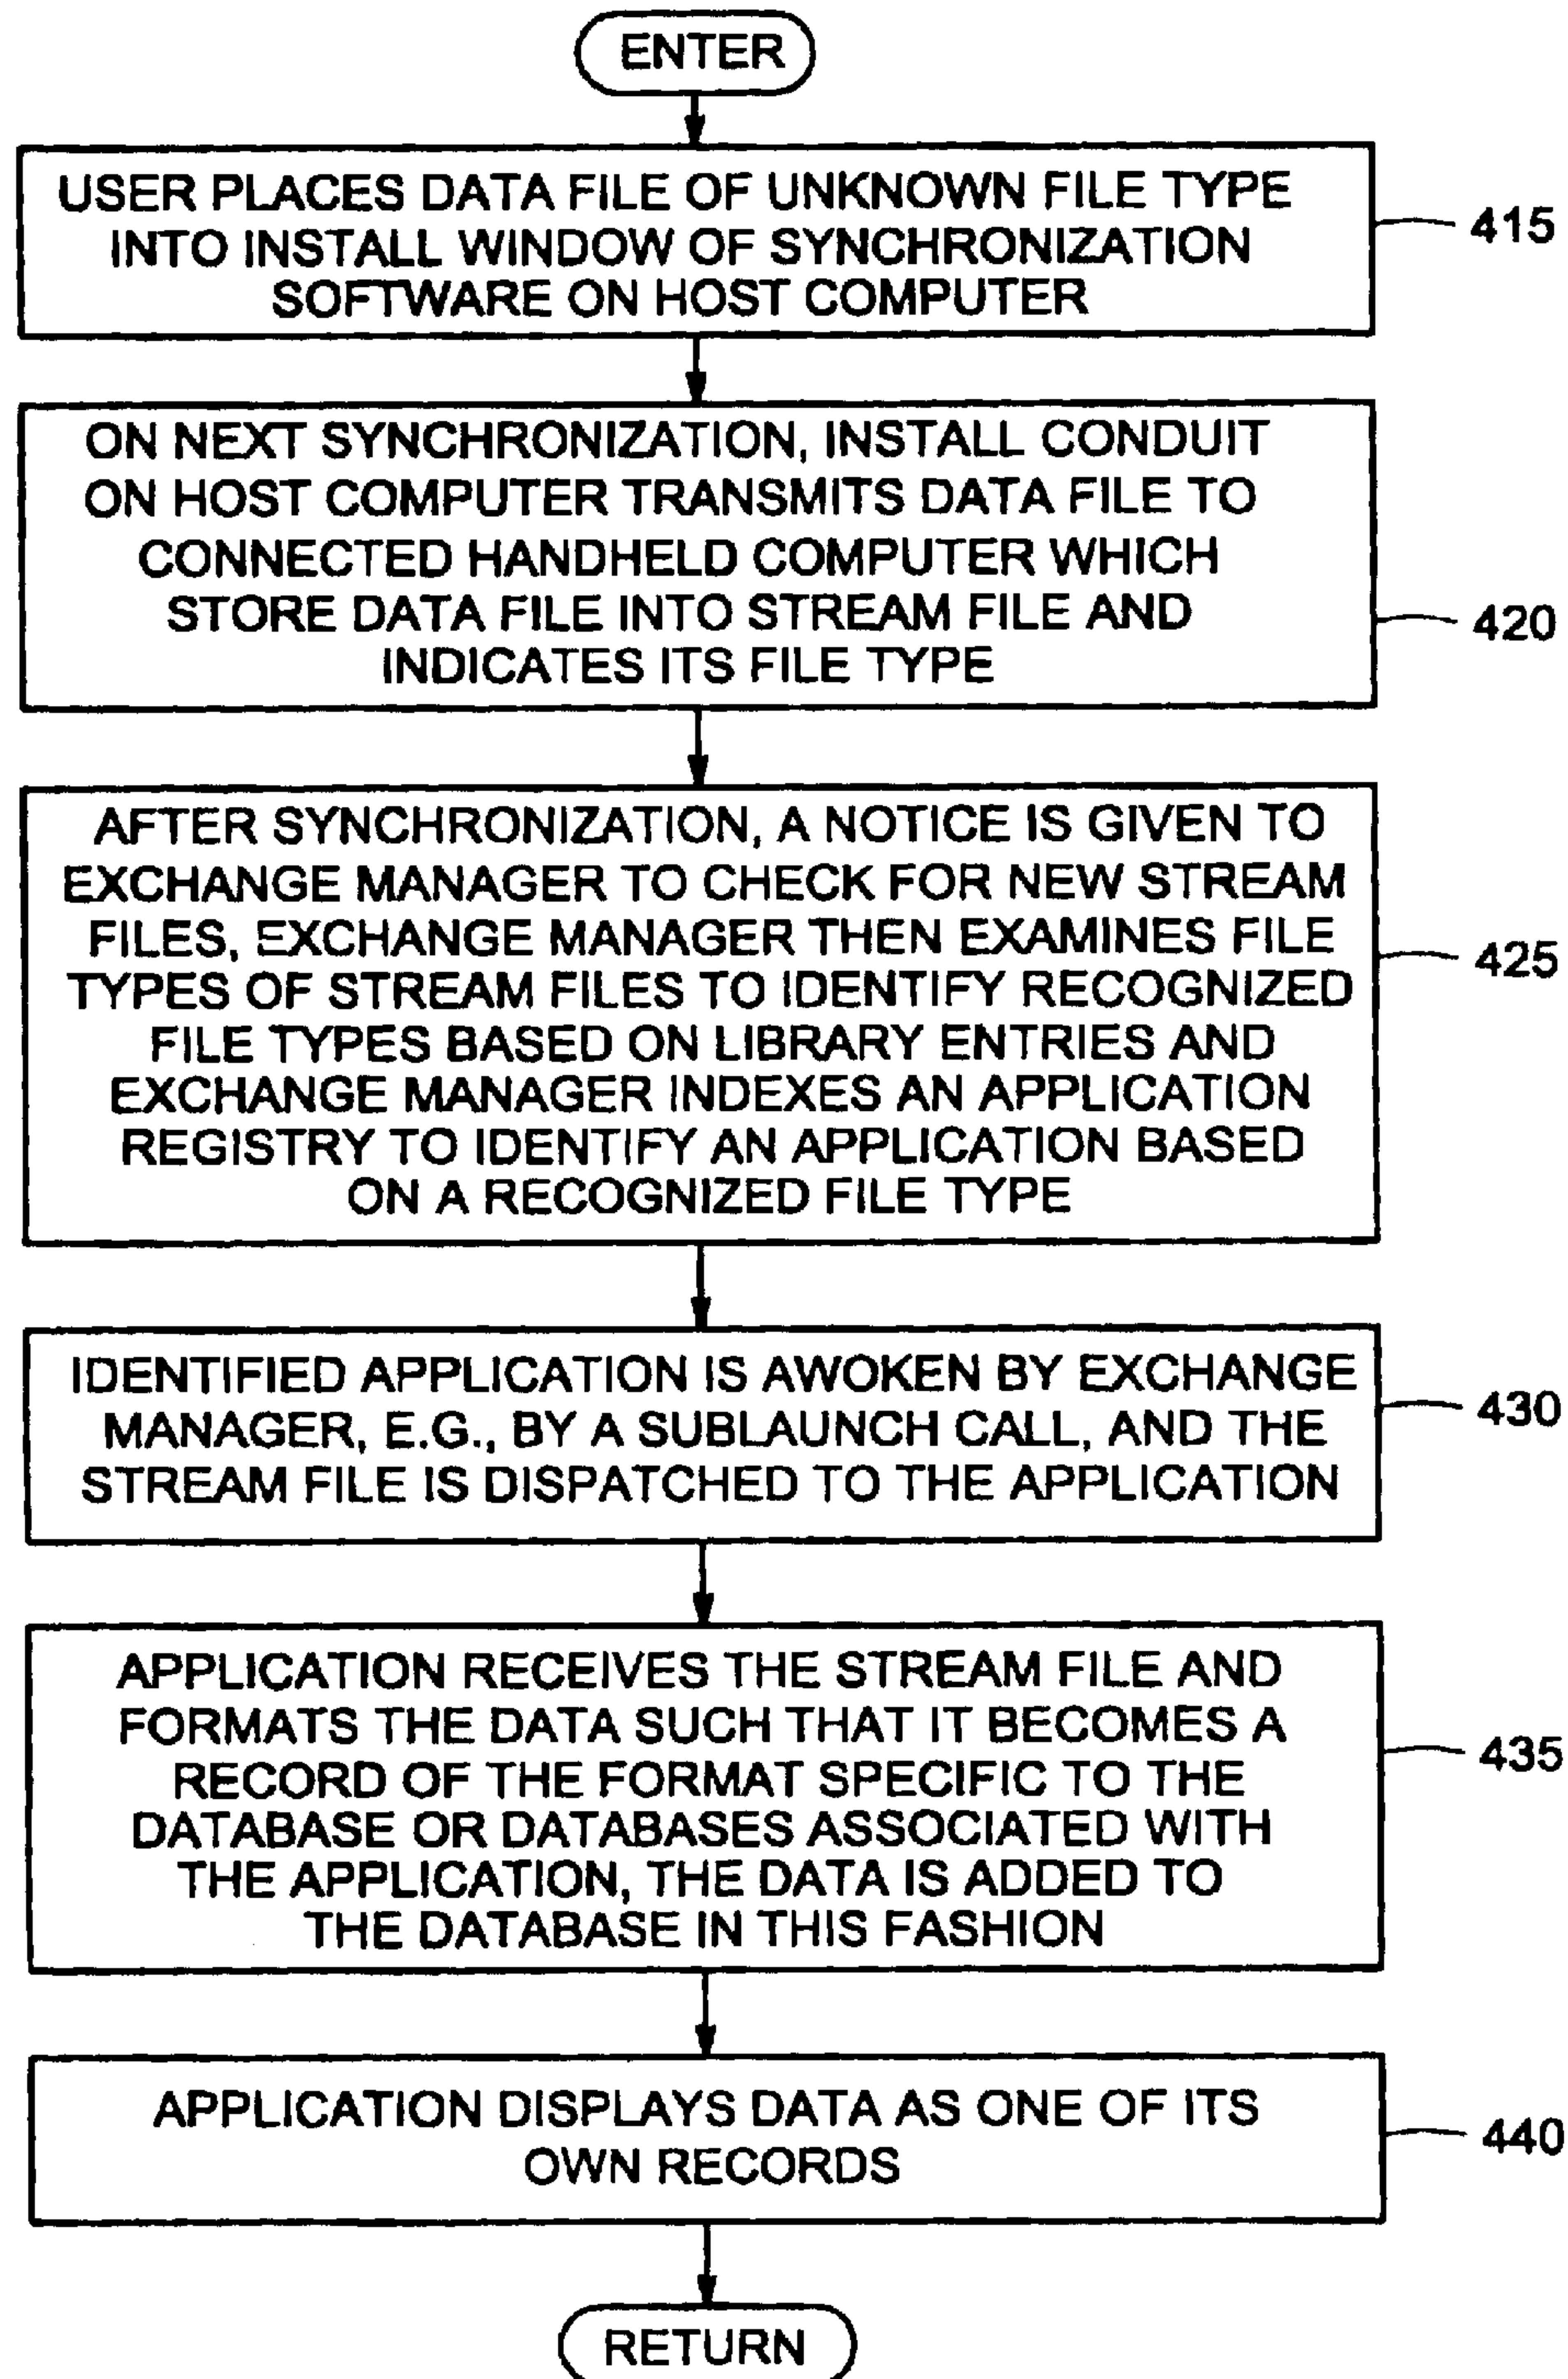 ENTER
USER PLACES DATA FILE OF UNKNOWN FILE TYPE
INTO INSTALL WINDOW OF SYNCHRONIZATION
SOFTWARE ON HOST COMPUTER
415
ON NEXT SYNCHRONIZATION, INSTALL CONDUIT
ON HOST COMPUTER TRANSMITS DATA FILE TO
CONNECTED HANDHELD COMPUTER WHICH
STORE DATA FILE INTO STREAM FILE AND
INDICATES ITS FILE TYPE
420
AFTER SYNCHRONIZATION, A NOTICE IS GIVEN TO
EXCHANGE MANAGER TO CHECK FOR NEW STREAM
FILES, EXCHANGE MANAGER THEN EXAMINES FILE
TYPES OF STREAM FILES TO IDENTIFY RECOGNIZED
FILE TYPES BASED ON LIBRARY ENTRIES AND
EXCHANGE MANAGER INDEXES AN APPLICATION
REGISTRY TO IDENTIFY AN APPLICATION BASED
ON A RECOGNIZED FILE TYPE
425
IDENTIFIED APPLICATION IS AWOKEN BY EXCHANGE
MANAGER, E.G., BY A SUBLAUNCH CALL, AND THE
STREAM FILE IS DISPATCHED TO THE APPLICATION
430
APPLICATION RECEIVES THE STREAM FILE AND
FORMATS THE DATA SUCH THAT IT BECOMES A
RECORD OF THE FORMAT SPECIFIC TO THE
DATABASE OR DATABASES ASSOCIATED WITH
THE APPLICATION, THE DATA IS ADDED TO
THE DATABASE IN THIS FASHION
435
APPLICATION DISPLAYS DATA AS ONE OF ITS
OWN RECORDS
440
RETURN